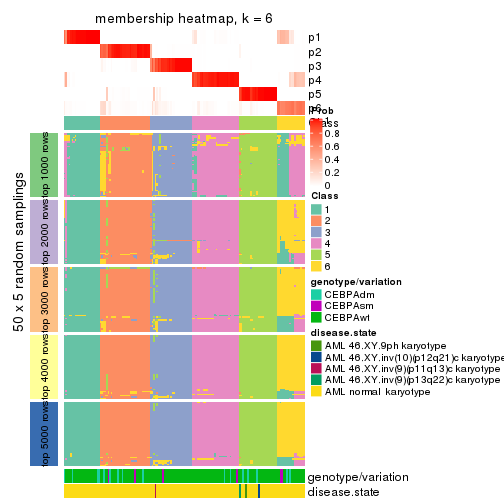 membership heatmap, k = 6
p1
p2
p3
p4
p5
p6
Prob
1
0.8
0.6
0.4
0.2
0
Class
Class
1
2
3
4
5
6
genotype/variation
CEBPAdm
CEBPAsm
CEBPAwt
disease.state
AML 46.XY.9ph karyotype
AML 46.XY.inv(10)(p12q21)c karyotype
AML 46.XY.inv(9)(p11q13)c karyotype
AML 46.XY.inv(9)(p13q22)c karyotype
AML normal karyotype
50 x 5 random samplings
top 1000 rows
top 2000 rows
top 3000 rows
top 4000 rows
top 5000 rows
genotype/variation
disease.state